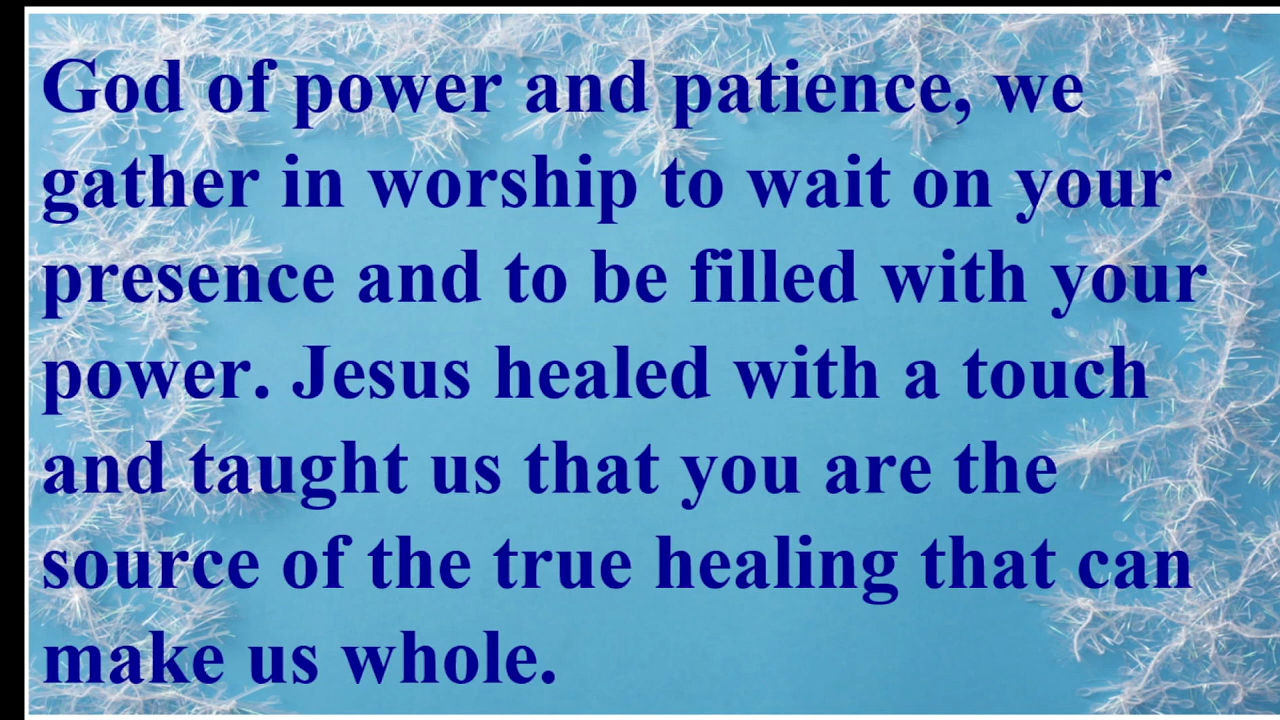 God of power and patience, we
gather in worship to wait on your
presence and to be filled with your
power. Jesus healed with a touch
and taught us that you are the
source of the true healing that can
make us whole.